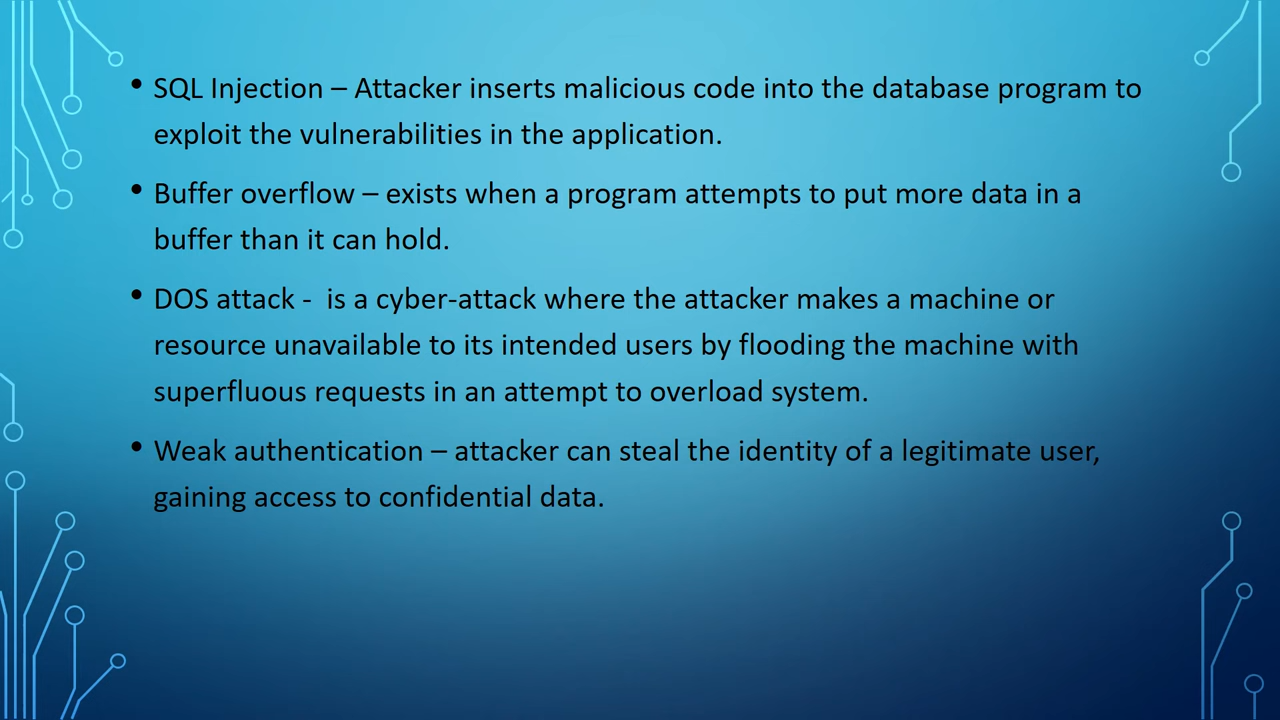 • SQL Injection – Attacker inserts malicious code into the database program to
exploit the vulnerabilities in the application.
• Buffer overflow – exists when a program attempts to put more data in a
buffer than it can hold.
• DOS attack -  is a cyber-attack where the attacker makes a machine or
resource unavailable to its intended users by flooding the machine with
superfluous requests in an attempt to overload system.
• Weak authentication – attacker can steal the identity of a legitimate user,
gaining access to confidential data.